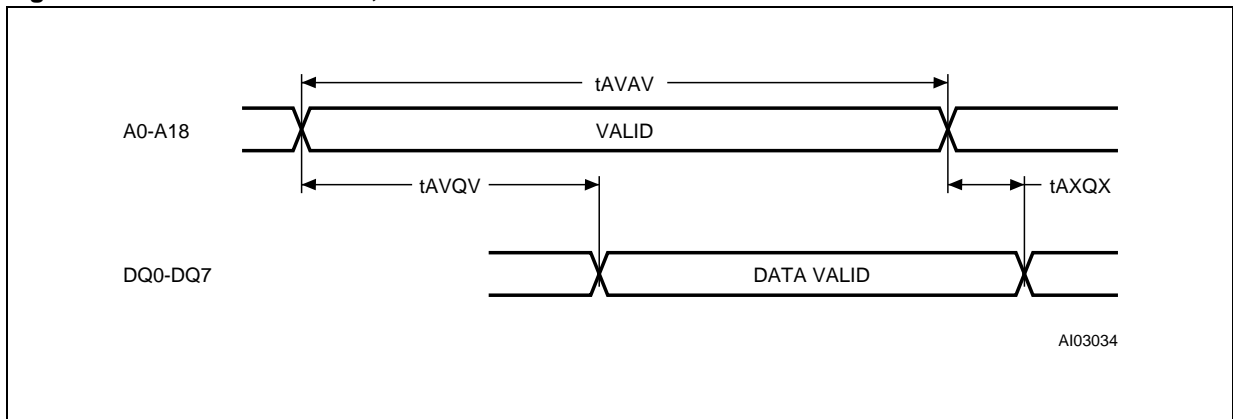 tAVAV
A0-A18
VALID
tAVQV
tAXQX
DQ0-DQ7
DATA VALID
AI03034